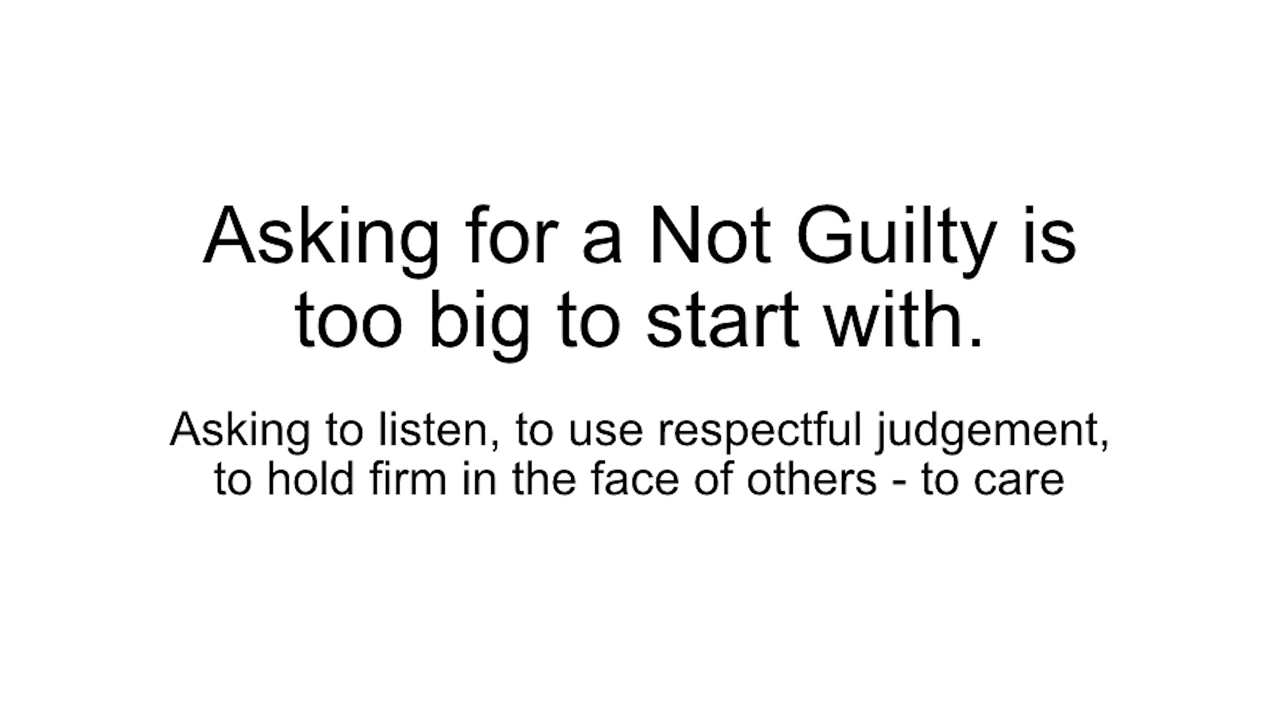 Asking for a Not Guilty is
too big to start with.
Asking to listen, to use respectful judgement,
to hold firm in the face of others - to care